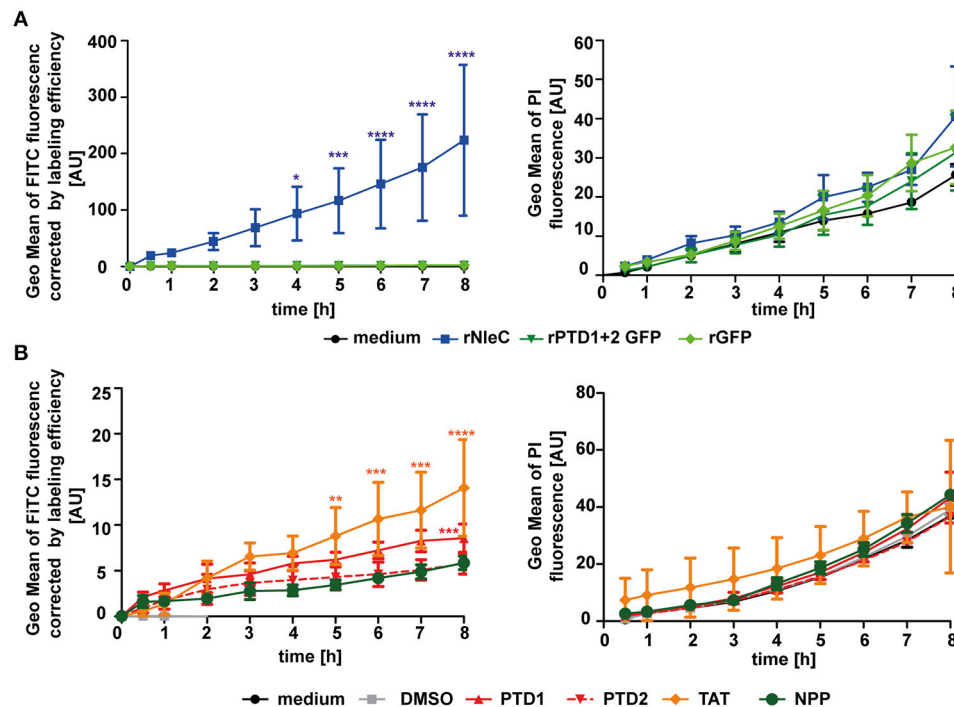 A
Geo Mean of FITC fluorescenc
corrected by labeling efficiency
[AU]
400
300
200
100
0
*
***
****
****
****
0 1 2 3 4 5 6 7 8
time [h]
Geo Mean of PI
fluorescence [AU]
60
50
40
30
20
10
0
0 1 2 3 4 5 6 7 8
time [h]
medium rNleC rPTD1+2 GFP rGFP
B
Geo Mean of FiTC fluorescenc
corrected by labeling efficiency
[AU]
25
20
15
10
5
0
**
***
***
****
***
0 1 2 3 4 5 6 7 8
time [h]
Geo Mean of PI
fluorescence [AU]
80
60
40
20
0
0 1 2 3 4 5 6 7 8
time [h]
medium DMSO PTD1 PTD2 TAT NPP